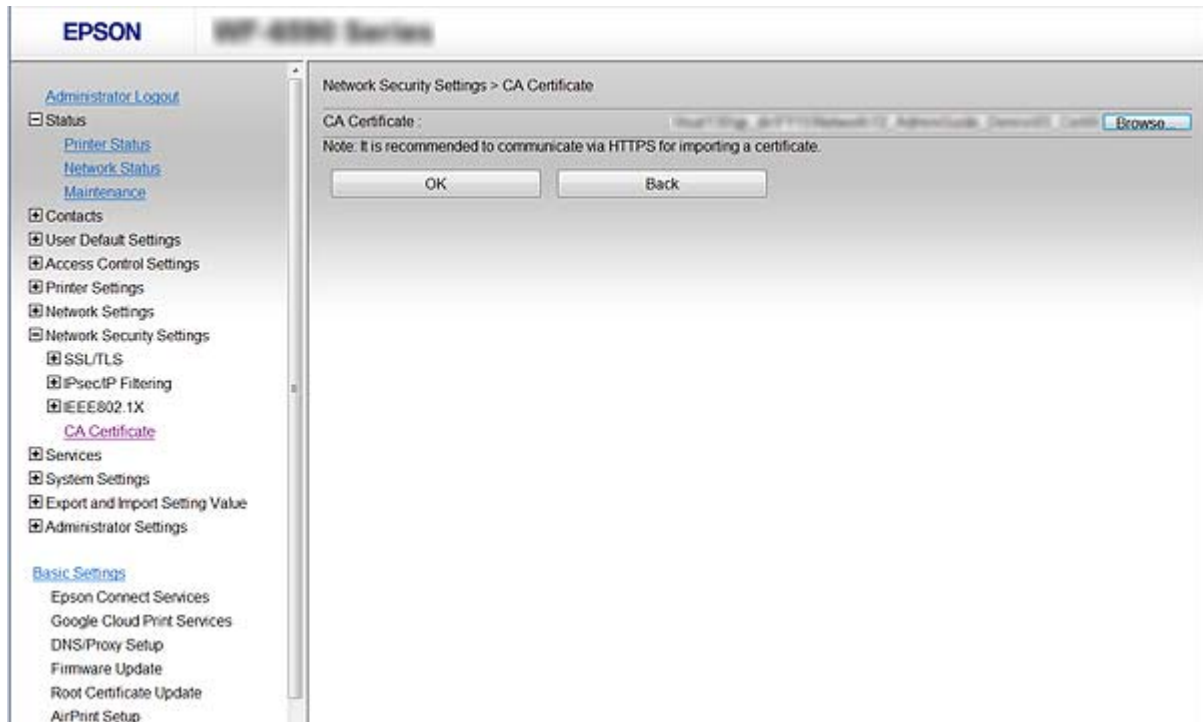 EPSON
Administrator Logout
Status
Printer Status
Network Status
Maintenance
Contacts
User Default Settings
Access Control Settings
Printer Settings
Network Settings
Network Security Settings
SSL/TLS
IPsec/IP Filtering
IEEE802.1X
CA Certificate
Services
System Settings
Export and Import Setting Value
Administrator Settings
Basic Settings
Epson Connect Services
Google Cloud Print Services
DNS/Proxy Setup
Firmware Update
Root Certificate Update
AirPrint Setup
Network Security Settings > CA Certificate
CA Certificate : Browse...
Note: It is recommended to communicate via HTTPS for importing a certificate.
OK Back